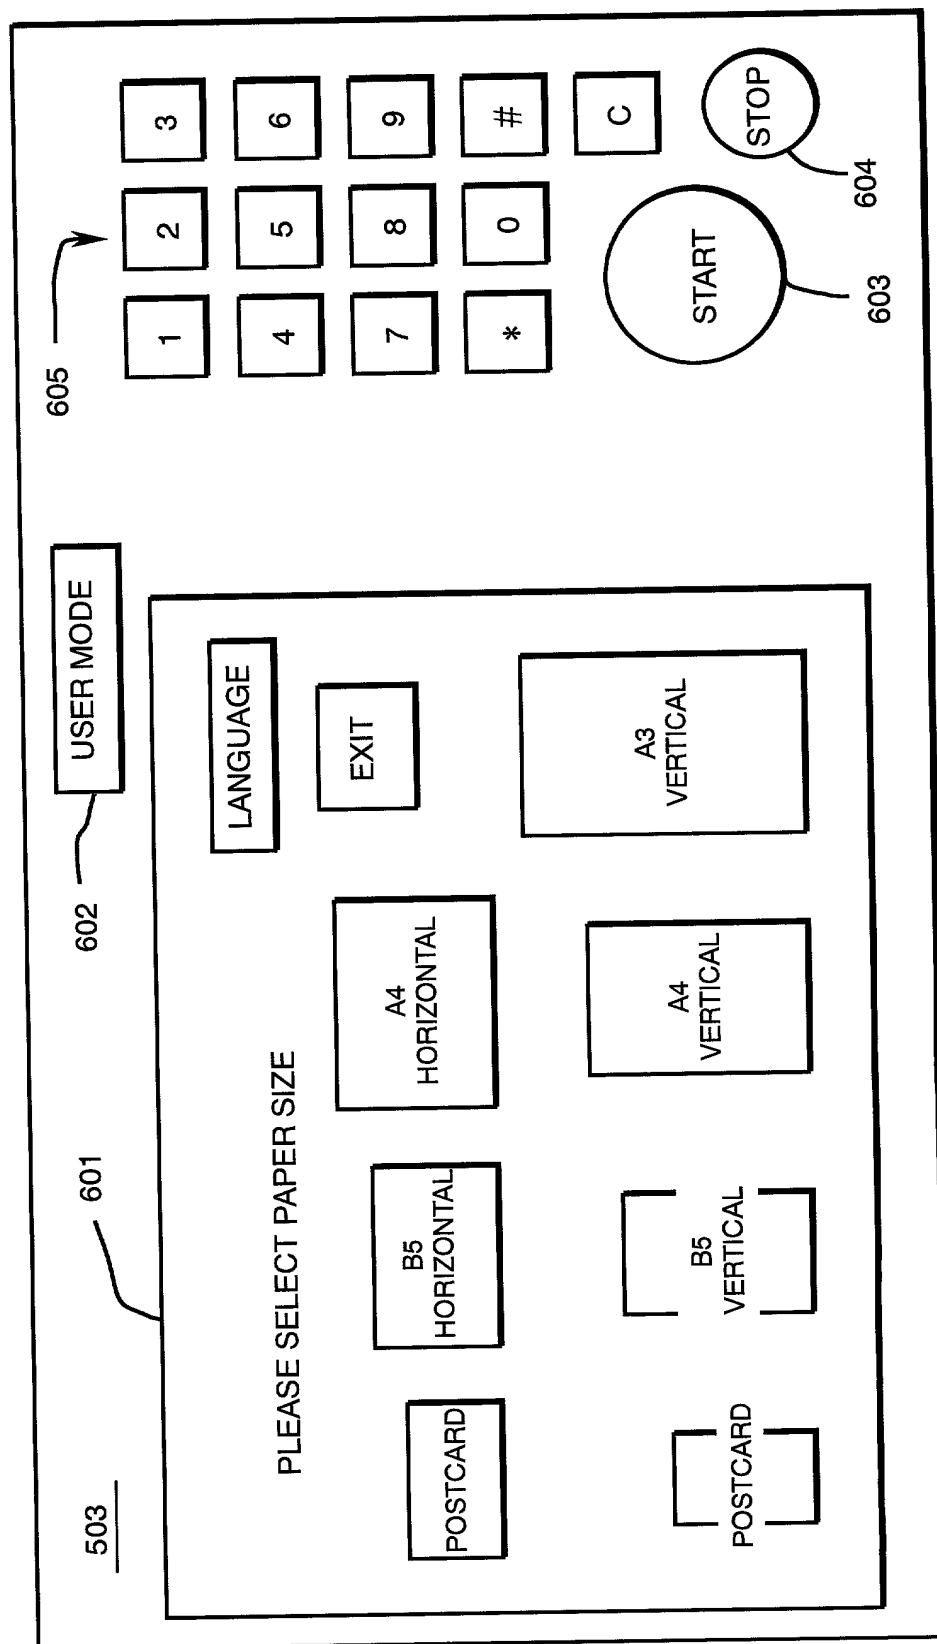 503
601
602
USER MODE
605
PLEASE SELECT PAPER SIZE
LANGUAGE
EXIT
POSTCARD
B5
HORIZONTAL
A4
HORIZONTAL
POSTCARD
B5
VERTICAL
A4
VERTICAL
A3
VERTICAL
1 2 3
4 5 6
7 8 9
* 0 #
C
START
STOP
603
604